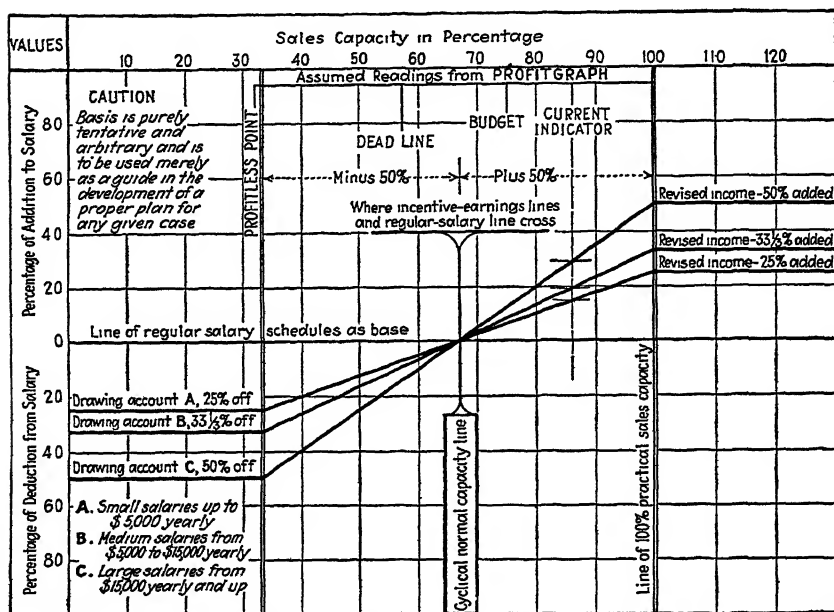 VALUES
Sales Capacity in Percentage
10 20 30 40 50 60 70 80 90 100 110 120
Assumed Readings from PROFITGRAPH
Percentage of Addition to Salary
80
60
40
20
0
CAUTION
Basis is purely
tentative and
arbitrary and is
to be used merely
as a guide in the
development of a
proper plan for
any given case
PROFITLESS POINT
DEAD LINE
BUDGET
CURRENT
INDICATOR
Minus 50%
Plus 50%
Where incentive-earnings lines
and regular-salary line cross
Revised income-50% added
Revised income-33⅓% added
Revised income-25% added
Line of regular salary schedules as base
Percentage of Deduction from Salary
20
40
60
80
Drawing account A, 25% off
Drawing account B, 33⅓% off
Drawing account C, 50% off
A. Small salaries up to
$5,000 yearly
B. Medium salaries from
$5,000 to $15,000 yearly
C. Large salaries from
$15,000 yearly and up
Cyclical normal capacity line
Line of 100% practical sales capacity